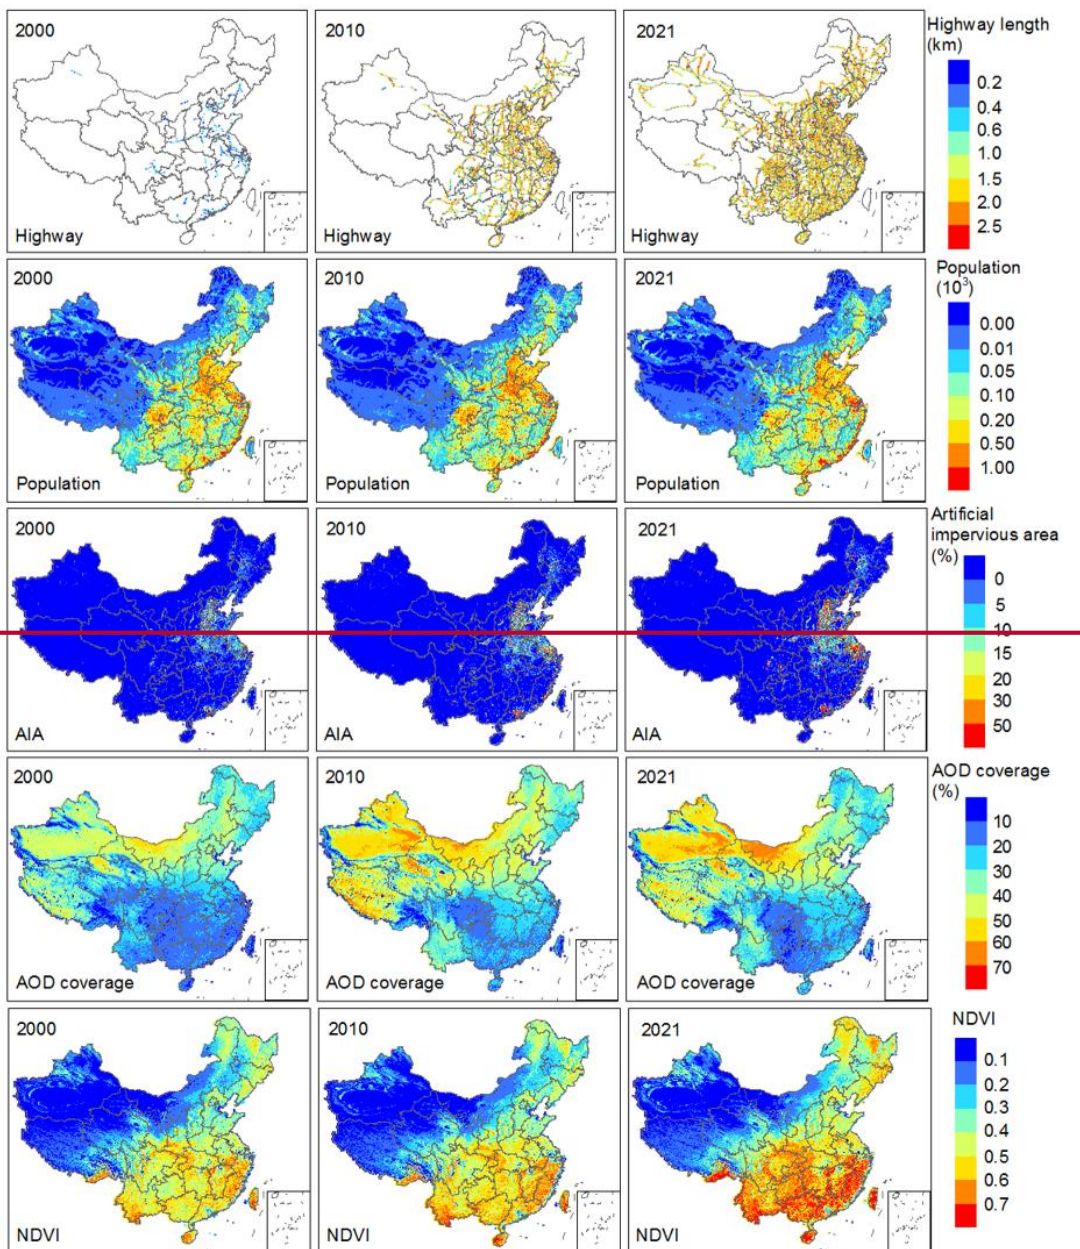 2000
2010
2021
Highway length
(km)
0.2
0.4
0.6
1.0
1.5
2.0
2.5
Highway
Highway
Highway
2000
2010
2021
Population
(10³)
0.00
0.01
0.05
0.10
0.20
0.50
1.00
Population
Population
Population
2000
2010
2021
Artificial
impervious area
(%)
0
5
10
15
20
30
50
AIA
AIA
AIA
2000
2010
2021
AOD coverage
(%)
10
20
30
40
50
60
70
AOD coverage
AOD coverage
AOD coverage
2000
2010
2021
NDVI
0.1
0.2
0.3
0.4
0.5
0.6
0.7
NDVI
NDVI
NDVI